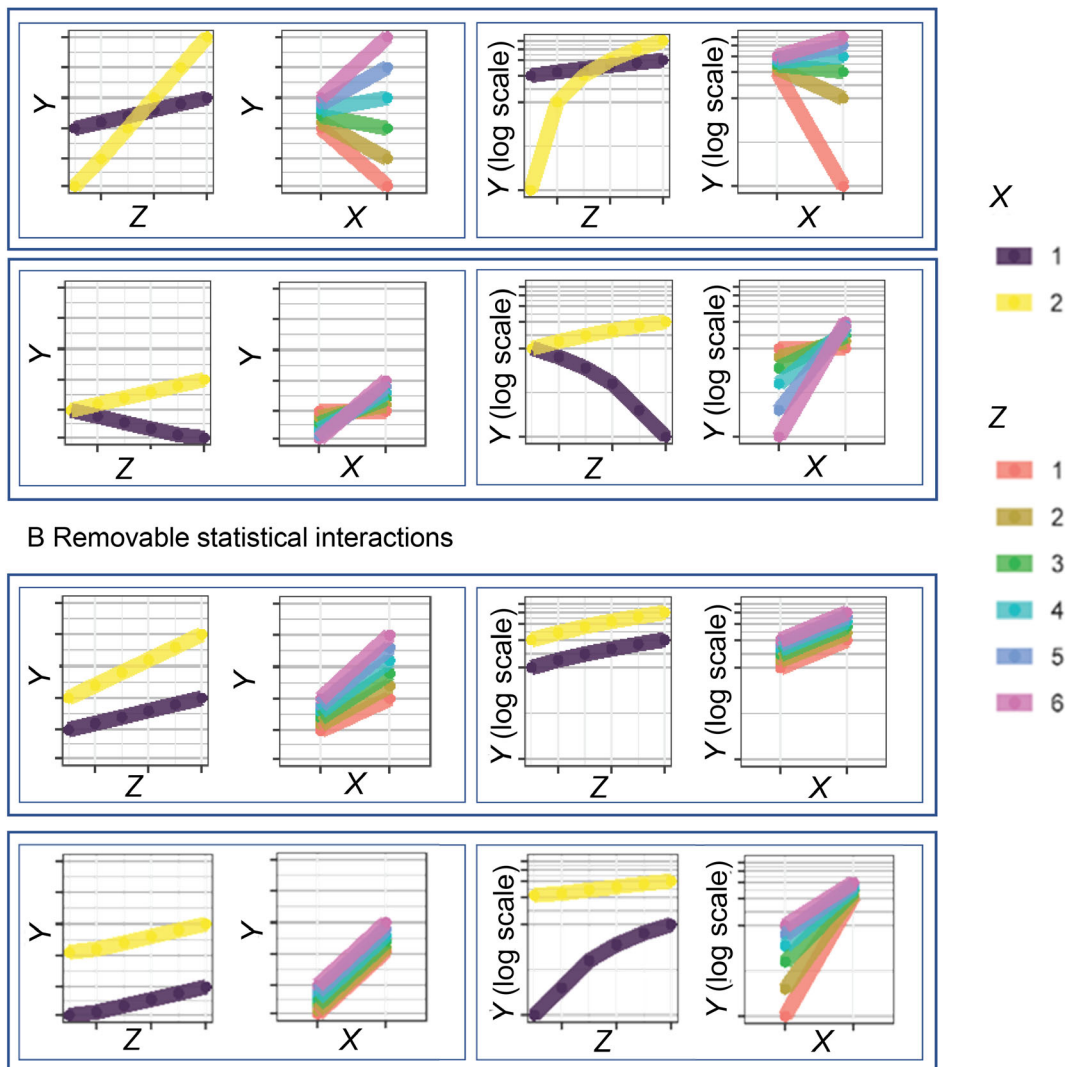 Y
Z
Y
X
Y (log scale)
Z
Y (log scale)
X
Y
Z
Y
X
Y (log scale)
Z
Y (log scale)
X
B Removable statistical interactions
Y
Z
Y
X
Y (log scale)
Z
Y (log scale)
X
Y
Z
Y
X
Y (log scale)
Z
Y (log scale)
X
X
1
2
Z
1
2
3
4
5
6